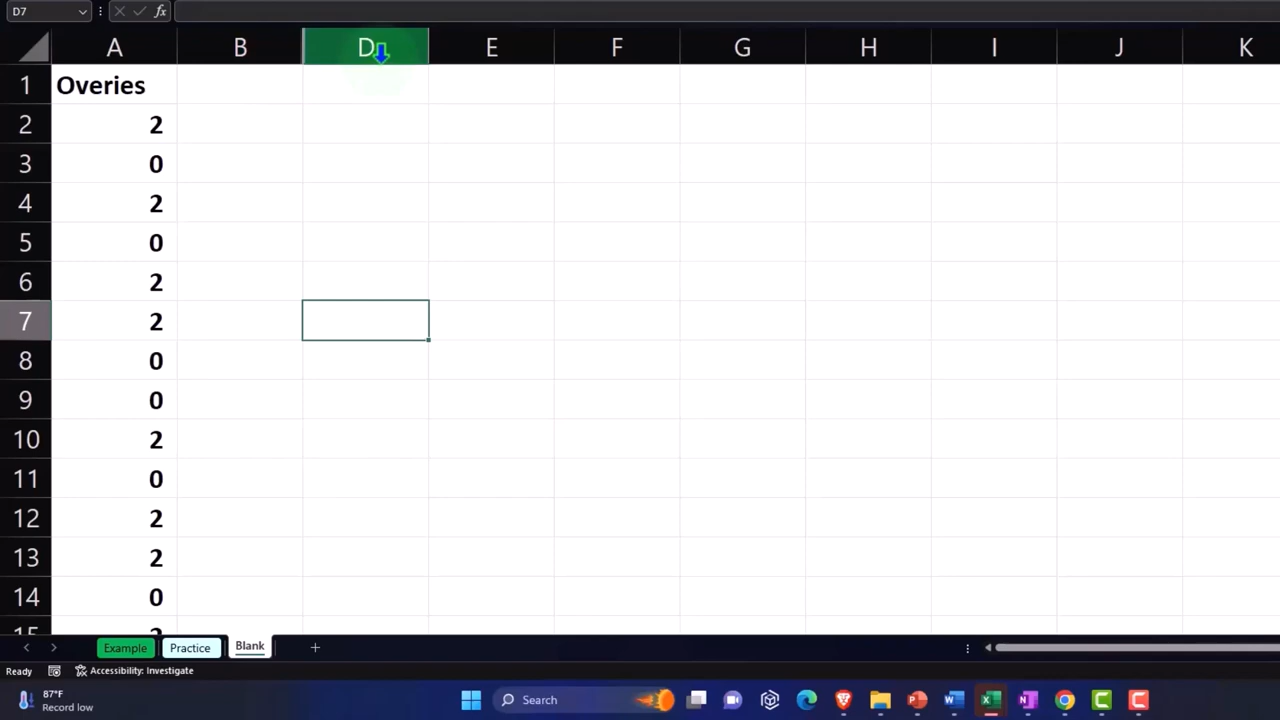 D7
fx
A B D E F G H I J K
1 Overies
2 2
3 0
4 2
5 0
6 2
7 2
8 0
9 0
10 2
11 0
12 2
13 2
14 0
15 2
Example Practice Blank +
Ready Accessibility: Investigate
87°F
Record low
Search